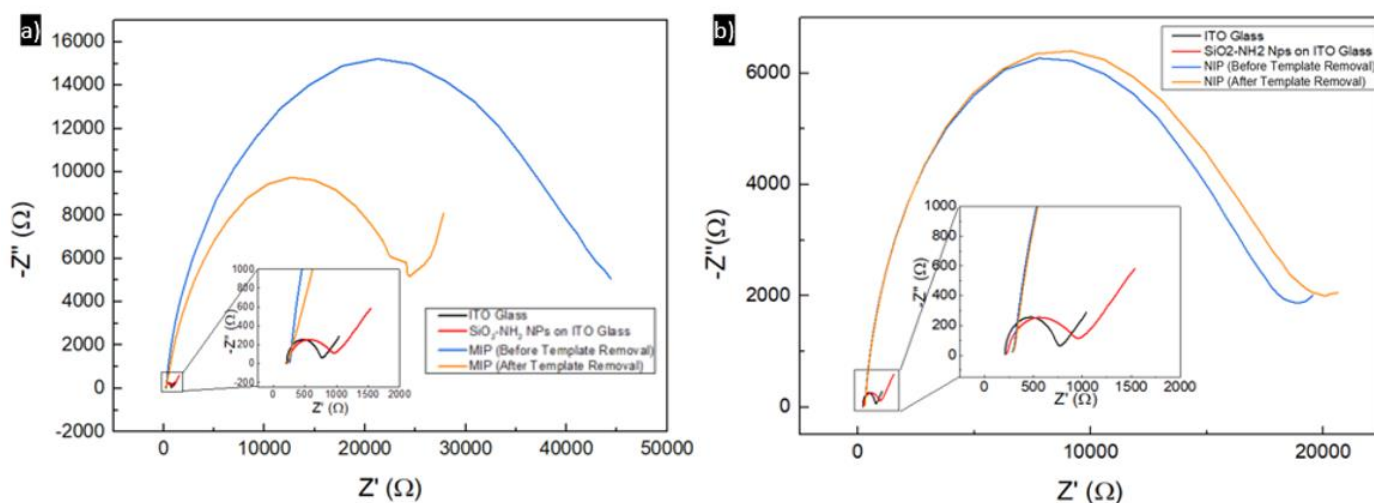 a)
16000
14000
12000
10000
8000
6000
4000
2000
0
-2000
-Z" (Ω)
0
10000
20000
30000
40000
50000
Z' (Ω)
1000
800
600
400
200
0
-200
-Z" (Ω)
0
500
1000
1500
2000
Z' (Ω)
ITO Glass
SiO₂-NH₂ NPs on ITO Glass
MIP (Before Template Removal)
MIP (After Template Removal)
b)
6000
4000
2000
0
-Z"(Ω)
0
10000
20000
Z' (Ω)
1000
800
600
400
200
0
-Z" (Ω)
0
500
1000
1500
2000
Z' (Ω)
ITO Glass
SiO2-NH2 Nps on ITO Glass
NIP (Before Template Removal)
NIP (After Template Removal)